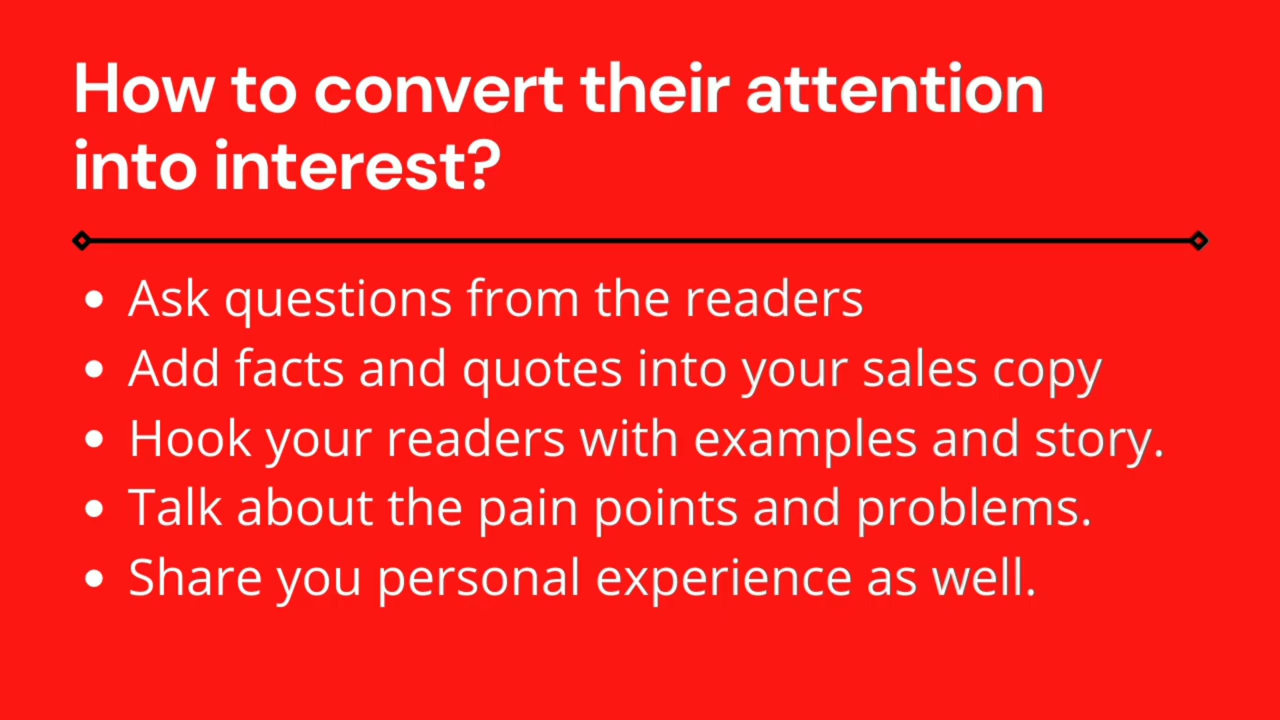 How to convert their attention
into interest?
• Ask questions from the readers
• Add facts and quotes into your sales copy
• Hook your readers with examples and story.
• Talk about the pain points and problems.
• Share you personal experience as well.